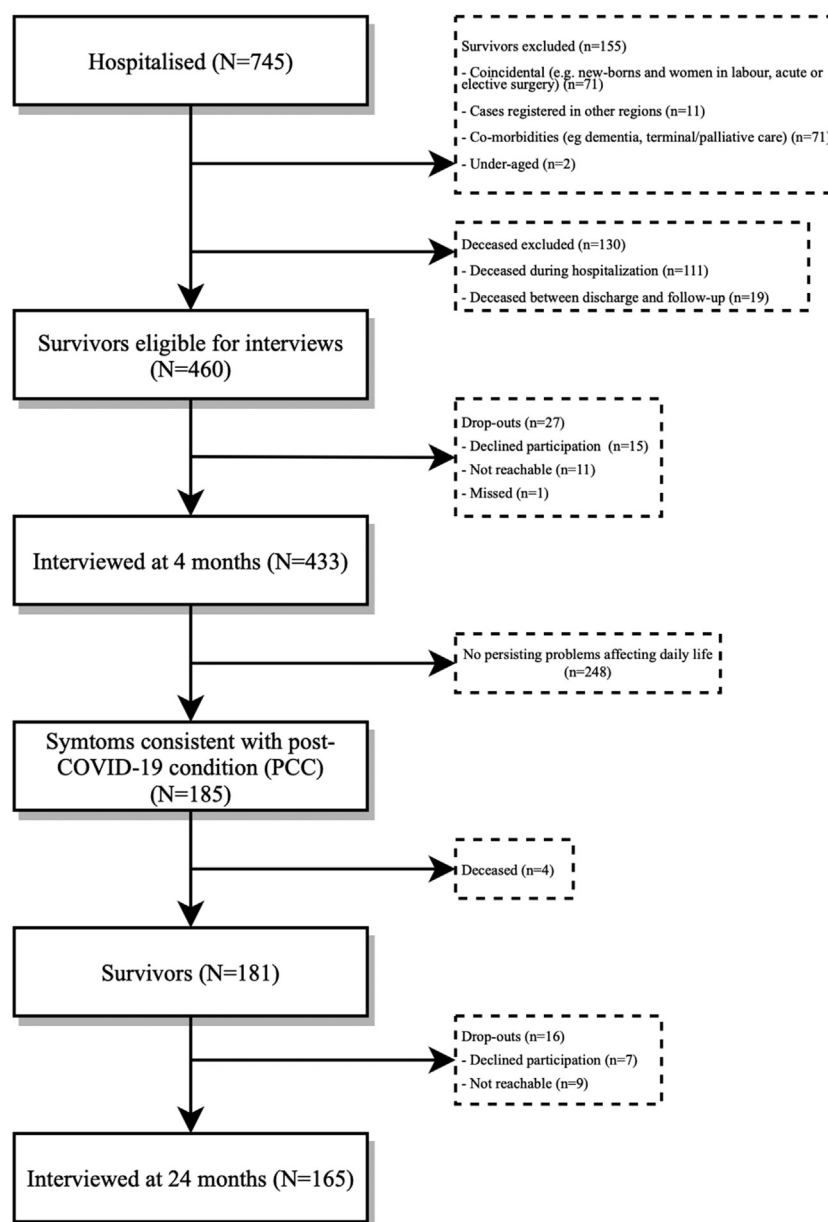 Hospitalised (N=745)
Survivors excluded (n=155)
- Coincidental (e.g. new-borns and women in labour, acute or
elective surgery) (n=71)
- Cases registered in other regions (n=11)
- Co-morbidities (eg dementia, terminal/palliative care) (n=71)
- Under-aged (n=2)
Deceased excluded (n=130)
- Deceased during hospitalization (n=111)
- Deceased between discharge and follow-up (n=19)
Survivors eligible for interviews
(N=460)
Drop-outs (n=27)
- Declined participation (n=15)
- Not reachable (n=11)
- Missed (n=1)
Interviewed at 4 months (N=433)
No persisting problems affecting daily life
(n=248)
Symtoms consistent with post-
COVID-19 condition (PCC)
(N=185)
Deceased (n=4)
Survivors (N=181)
Drop-outs (n=16)
- Declined participation (n=7)
- Not reachable (n=9)
Interviewed at 24 months (N=165)